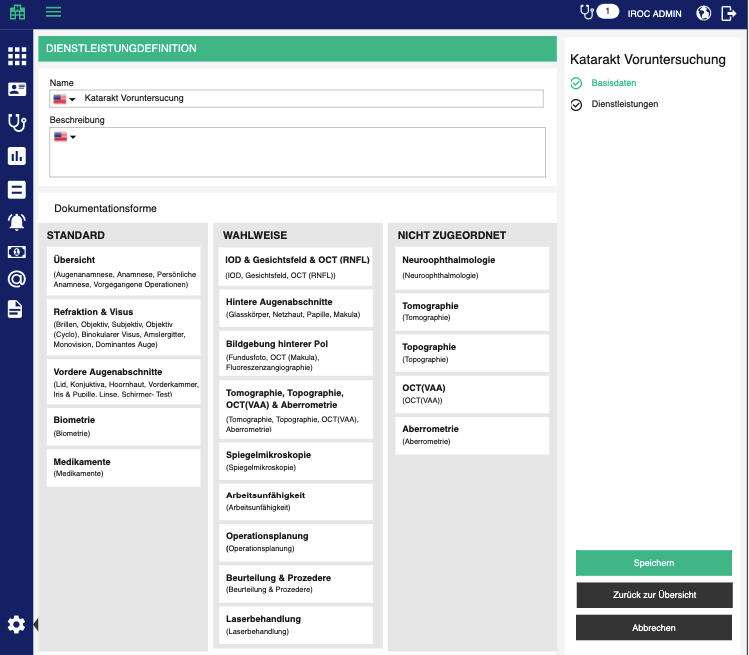 1
IROC ADMIN
DIENSTLEISTUNGDEFINITION
Name
Katarakt Voruntersucung
Beschreibung
Dokumentationsforme
STANDARD
Übersicht
(Augenanamnese, Anamnese, Persönliche
Anamnese, Vorgegangene Operationen)
Refraktion & Visus
(Brillen, Objektiv, Subjektiv, Objektiv
(Cyclo), Binokularer Visus, Amslergitter,
Monovision, Dominantes Auge)
Vordere Augenabschnitte
(Lid, Konjuktiva, Hoornhaut, Vorderkammer,
Iris & Pupille, Linse, Schirmer- Test)
Biometrie
(Biometrie)
Medikamente
(Medikamente)
WAHLWEISE
IOD & Gesichtsfeld & OCT (RNFL)
(IOD, Gesichtsfeld, OCT (RNFL))
Hintere Augenabschnitte
(Glasskörper, Netzhaut, Papille, Makula)
Bildgebung hinterer Pol
(Fundusfoto, OCT (Makula),
Fluoreszenzangiographie)
Tomographie, Topographie,
OCT(VAA) & Aberrometrie
(Tomographie, Topographie, OCT(VAA),
Aberrometrie)
Spiegelmikroskopie
(Spiegelmikroskopie)
Arbeitsunfähigkeit
(Arbeitsunfähigkeit)
Operationsplanung
(Operationsplanung)
Beurteilung & Prozedere
(Beurteilung & Prozedere)
Laserbehandlung
(Laserbehandlung)
NICHT ZUGEORDNET
Neuroophthalmologie
(Neuroophthalmologie)
Tomographie
(Tomographie)
Topographie
(Topographie)
OCT(VAA)
(OCT(VAA))
Aberrometrie
(Aberrometrie)
Katarakt Voruntersuchung
Basisdaten
Dienstleistungen
Speichern
Zurück zur Übersicht
Abbrechen